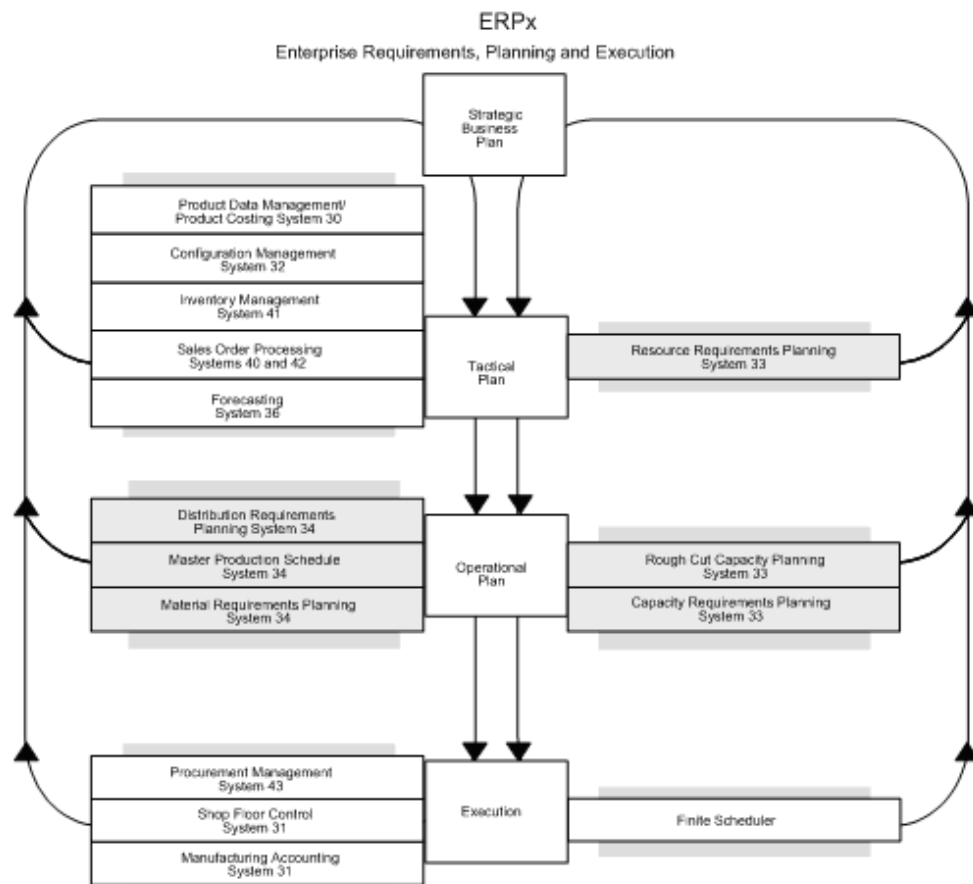 ERPx
Enterprise Requirements, Planning and Execution
Strategic
Business
Plan
Product Data Management/
Product Costing System 30
Configuration Management
System 32
Inventory Management
System 41
Sales Order Processing
Systems 40 and 42
Forecasting
System 36
Tactical
Plan
Resource Requirements Planning
System 33
Distribution Requirements
Planning System 34
Master Production Schedule
System 34
Material Requirements Planning
System 34
Operational
Plan
Rough Cut Capacity Planning
System 33
Capacity Requirements Planning
System 33
Procurement Management
System 43
Shop Floor Control
System 31
Manufacturing Accounting
System 31
Execution
Finite Scheduler